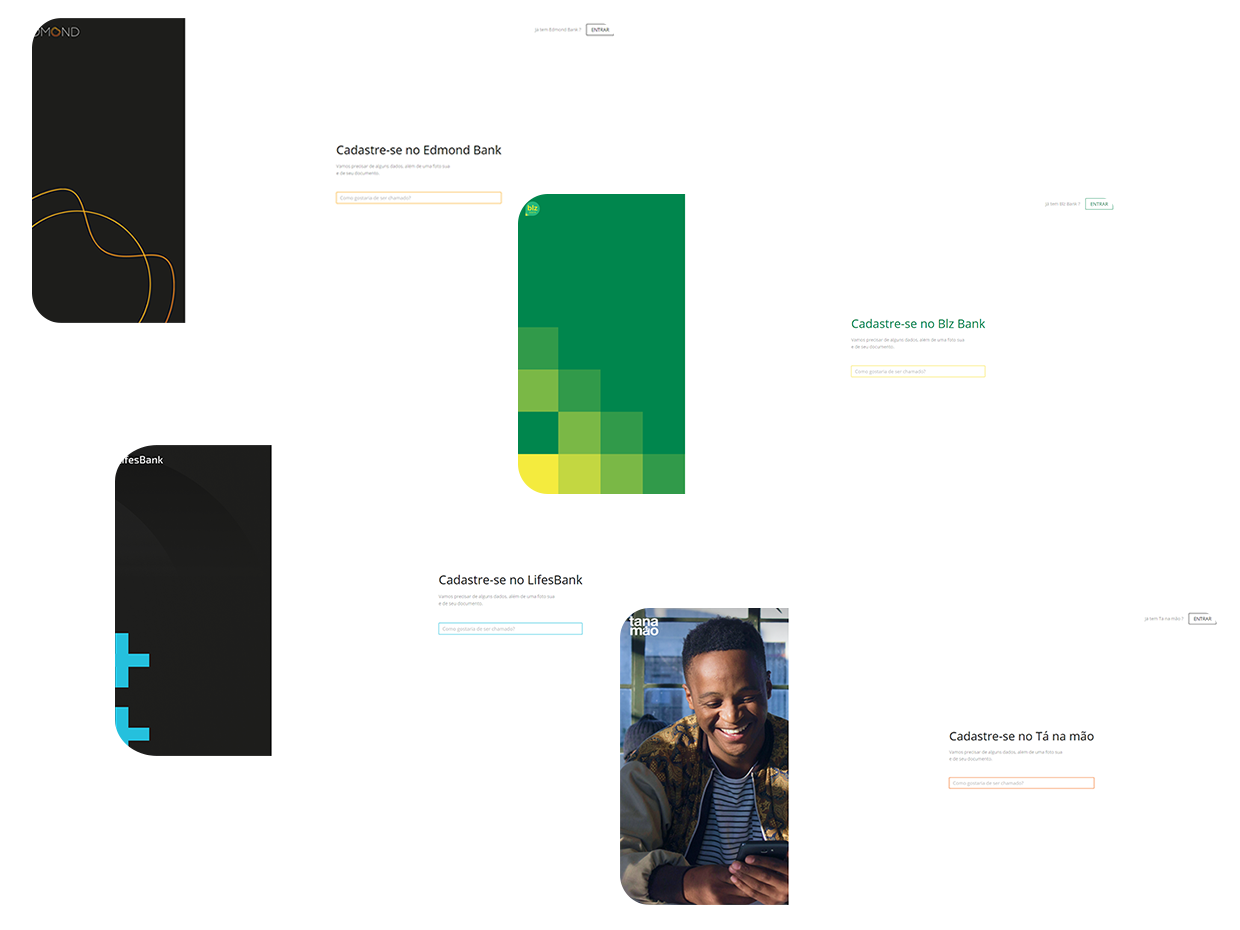 DMOND
Ja tem Edmond Bank ?
ENTRAR
Cadastre-se no Edmond Bank
Vamos precisar de alguns dados, além de uma foto sua
e de seu documento.
Como gostaria de ser chamado?
blz
Ja tem Blz Bank ?
ENTRAR
Cadastre-se no Blz Bank
Vamos precisar de alguns dados, além de uma foto sua
e de seu documento.
Como gostaria de ser chamado?
ifesBank
Cadastre-se no LifesBank
Vamos precisar de alguns dados, além de uma foto sua
e de seu documento.
Como gostaria de ser chamado?
tana
mão
Ja tem Tá na mão ?
ENTRAR
Cadastre-se no Tá na mão
Vamos precisar de alguns dados, além de uma foto sua
e de seu documento.
Como gostaria de ser chamado?